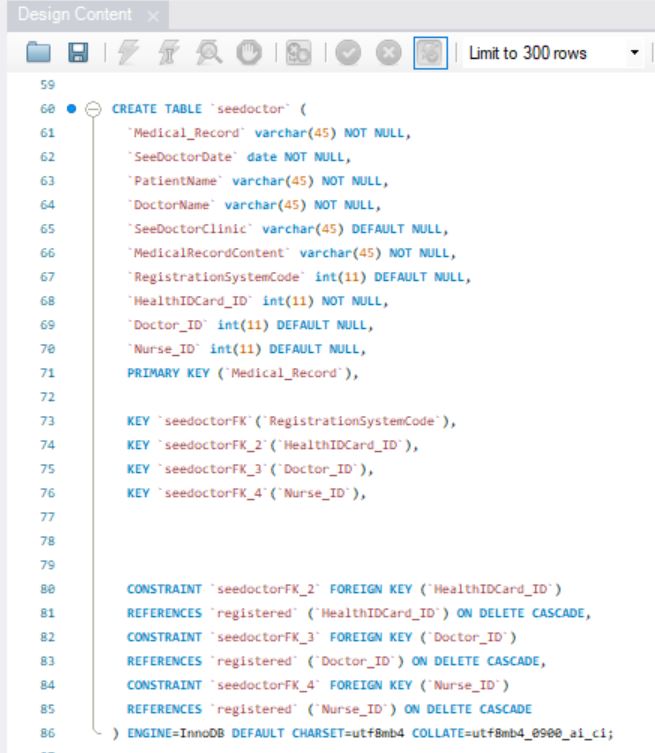 Design Content ×
Limit to 300 rows
59
60 CREATE TABLE `seedoctor` (
61 `Medical_Record` varchar(45) NOT NULL,
62 `SeeDoctorDate` date NOT NULL,
63 `PatientName` varchar(45) NOT NULL,
64 `DoctorName` varchar(45) NOT NULL,
65 `SeeDoctorClinic` varchar(45) DEFAULT NULL,
66 `MedicalRecordContent` varchar(45) NOT NULL,
67 `RegistrationSystemCode` int(11) DEFAULT NULL,
68 `HealthIDCard_ID` int(11) NOT NULL,
69 `Doctor_ID` int(11) DEFAULT NULL,
70 `Nurse_ID` int(11) DEFAULT NULL,
71 PRIMARY KEY (`Medical_Record`),
72
73 KEY `seedoctorFK`(`RegistrationSystemCode`),
74 KEY `seedoctorFK_2`(`HealthIDCard_ID`),
75 KEY `seedoctorFK_3`(`Doctor_ID`),
76 KEY `seedoctorFK_4`(`Nurse_ID`),
77
78
79
80 CONSTRAINT `seedoctorFK_2` FOREIGN KEY (`HealthIDCard_ID`)
81 REFERENCES `registered` (`HealthIDCard_ID`) ON DELETE CASCADE,
82 CONSTRAINT `seedoctorFK_3` FOREIGN KEY (`Doctor_ID`)
83 REFERENCES `registered` (`Doctor_ID`) ON DELETE CASCADE,
84 CONSTRAINT `seedoctorFK_4` FOREIGN KEY (`Nurse_ID`)
85 REFERENCES `registered` (`Nurse_ID`) ON DELETE CASCADE
86 ) ENGINE=InnoDB DEFAULT CHARSET=utf8mb4 COLLATE=utf8mb4_0900_ai_ci;